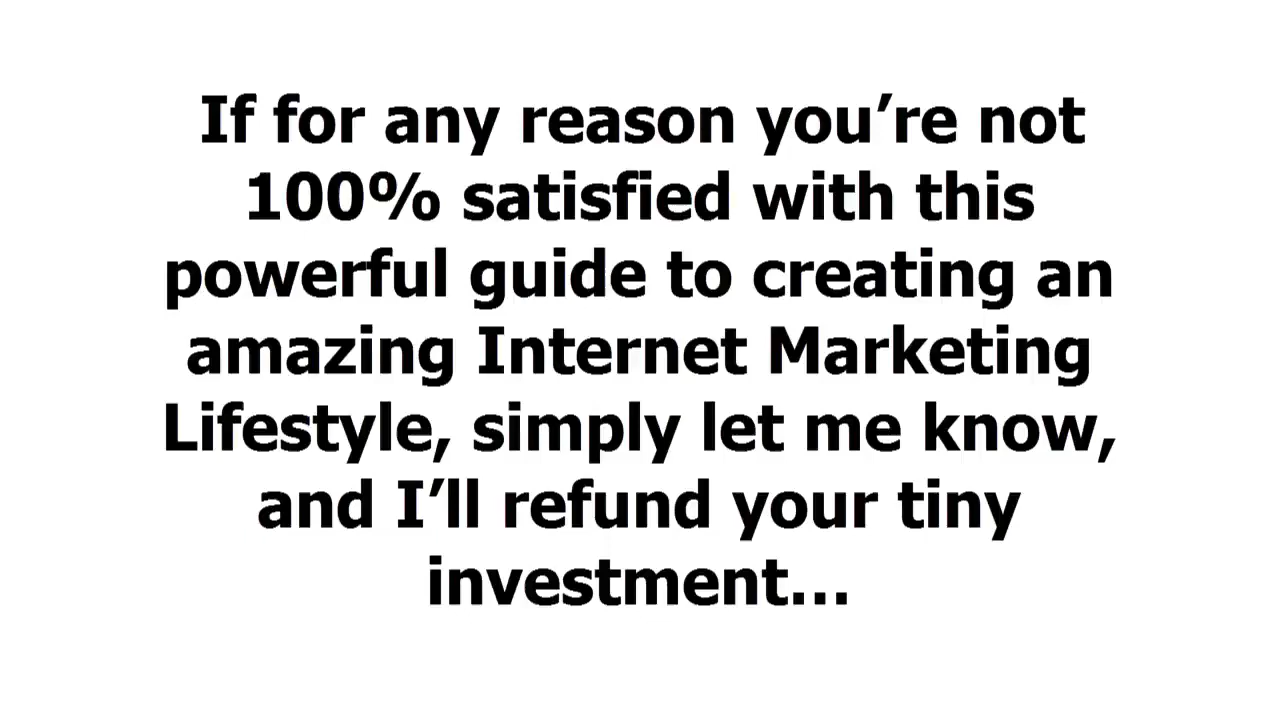 If for any reason you’re not
100% satisfied with this
powerful guide to creating an
amazing Internet Marketing
Lifestyle, simply let me know,
and I’ll refund your tiny
investment…